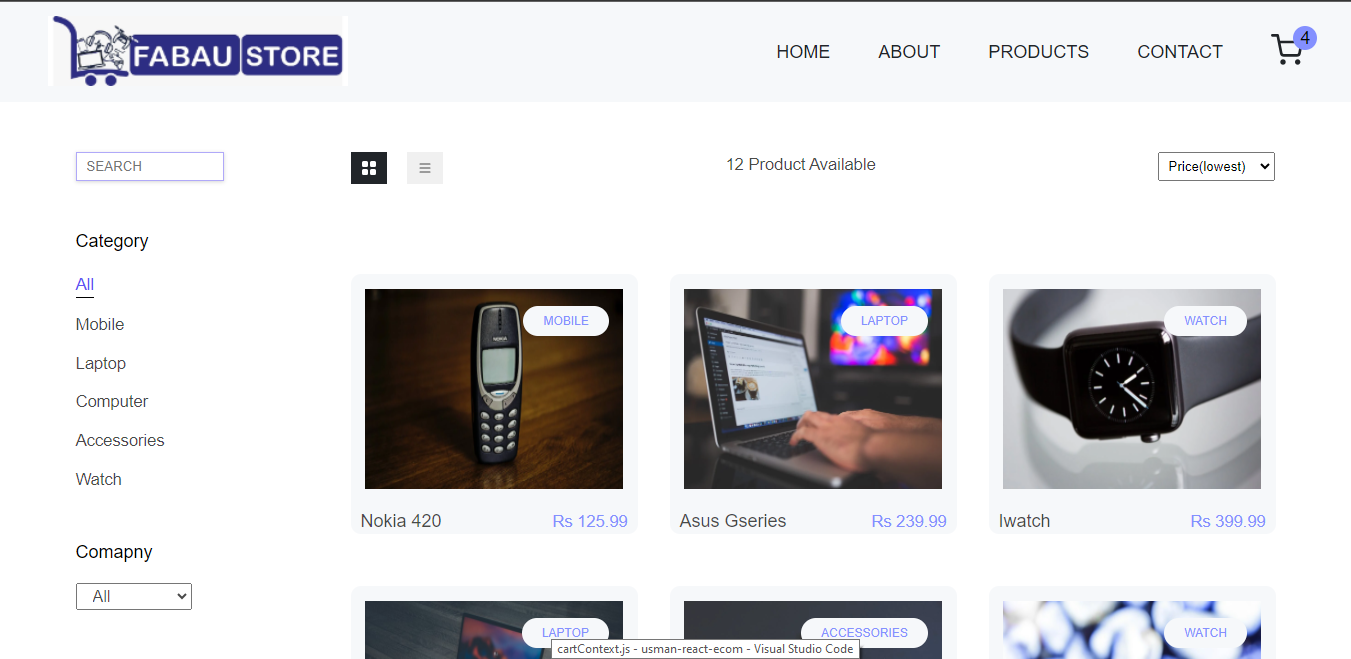 FABAU STORE
HOME ABOUT PRODUCTS CONTACT 4
SEARCH
12 Product Available
Price(lowest)
Category
All
Mobile
Laptop
Computer
Accessories
Watch
Comapny
All
MOBILE
NOKIA
Nokia 420 Rs 125.99
LAPTOP
Asus Gseries Rs 239.99
WATCH
Iwatch Rs 399.99
LAPTOP
ACCESSORIES
WATCH
cartContext.js - usman-react-ecom - Visual Studio Code